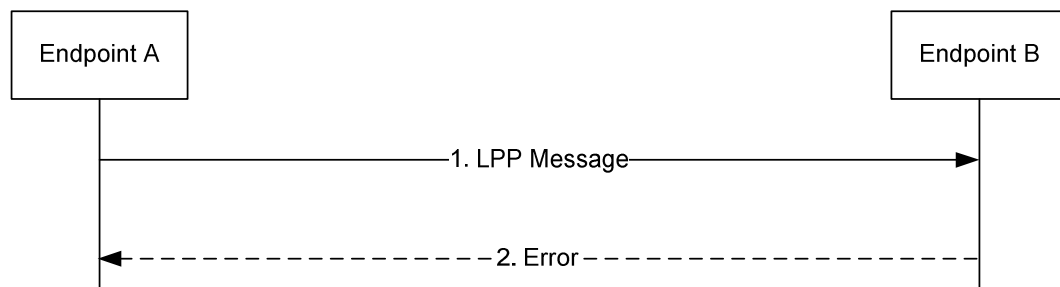 Endpoint A
Endpoint B
1. LPP Message
2. Error